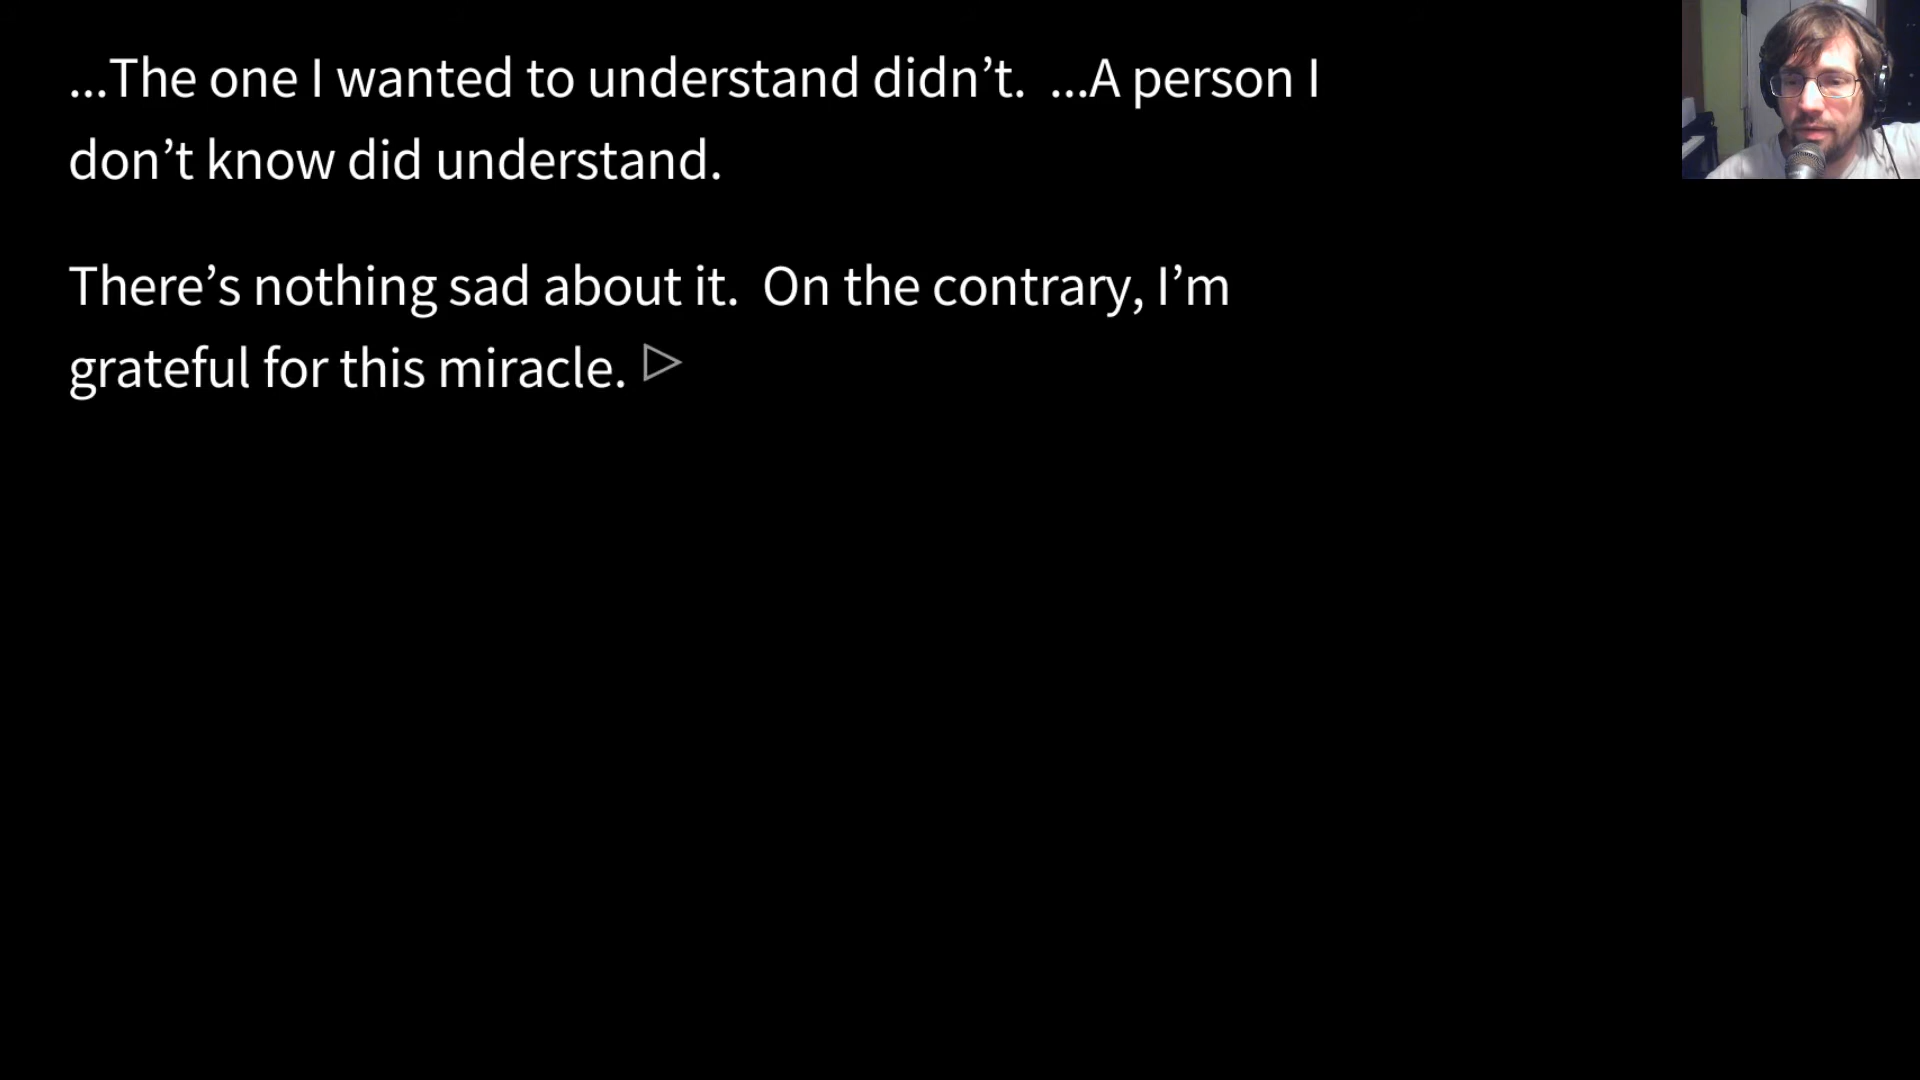 ...The one I wanted to understand didn’t.  ...A person I
don’t know did understand.
There’s nothing sad about it.  On the contrary, I’m
grateful for this miracle.